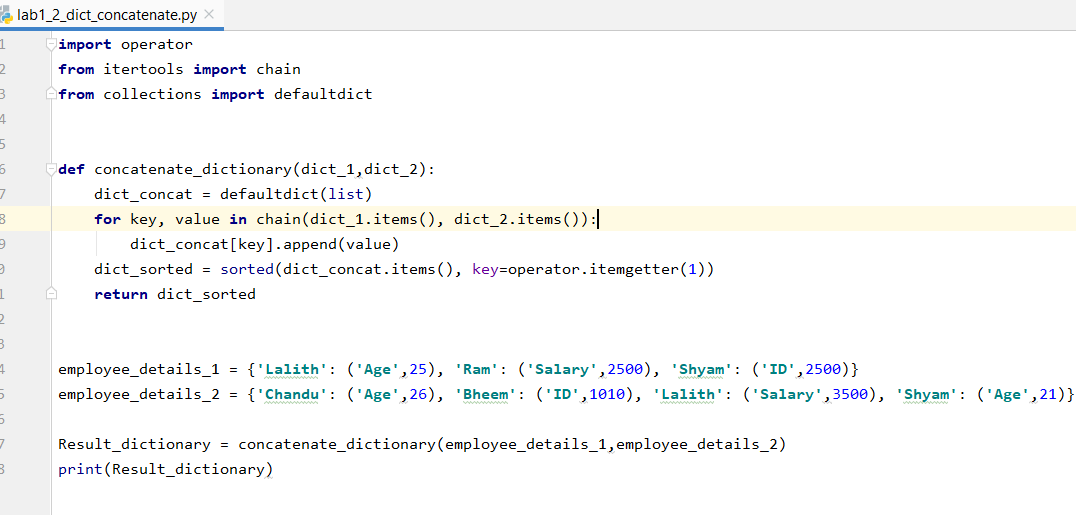 lab1_2_dict_concatenate.py
1 import operator
2 from itertools import chain
3 from collections import defaultdict
4
5
6 def concatenate_dictionary(dict_1,dict_2):
7     dict_concat = defaultdict(list)
8     for key, value in chain(dict_1.items(), dict_2.items()):
9         dict_concat[key].append(value)
0     dict_sorted = sorted(dict_concat.items(), key=operator.itemgetter(1))
1     return dict_sorted
2
3
4 employee_details_1 = {'Lalith': ('Age',25), 'Ram': ('Salary',2500), 'Shyam': ('ID',2500)}
5 employee_details_2 = {'Chandu': ('Age',26), 'Bheem': ('ID',1010), 'Lalith': ('Salary',3500), 'Shyam': ('Age',21)}
6
7 Result_dictionary = concatenate_dictionary(employee_details_1,employee_details_2)
8 print(Result_dictionary)